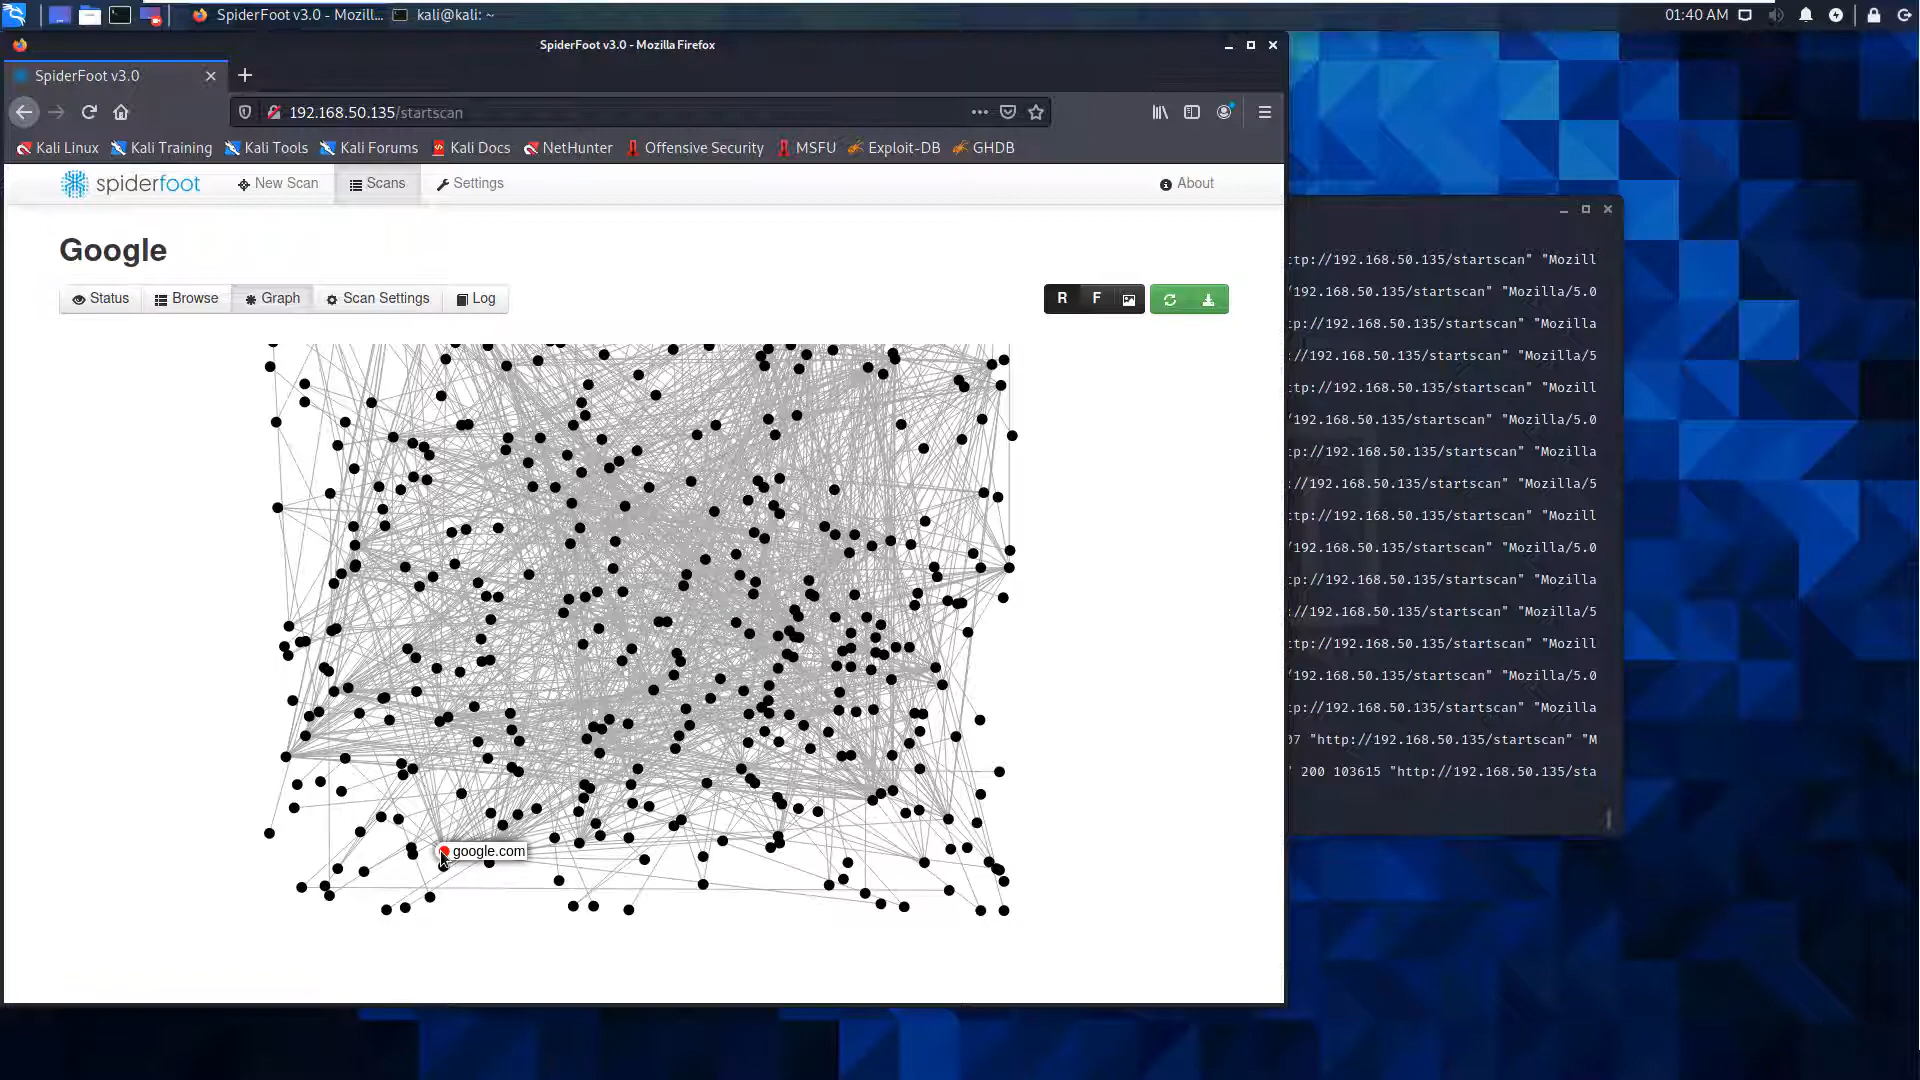 SpiderFoot v3.0 - Mozill... kali@kali: ~ 01:40 AM
SpiderFoot v3.0 - Mozilla Firefox
SpiderFoot v3.0
192.168.50.135/startscan
Kali Linux Kali Training Kali Tools Kali Forums Kali Docs NetHunter Offensive Security MSFU Exploit-DB GHDB
spiderfoot New Scan Scans Settings About
Google
Status Browse Graph Scan Settings Log R F
google.com
ttp://192.168.50.135/startscan" "Mozill
/192.168.50.135/startscan" "Mozilla/5.0
tp://192.168.50.135/startscan" "Mozilla
://192.168.50.135/startscan" "Mozilla/5
ttp://192.168.50.135/startscan" "Mozill
/192.168.50.135/startscan" "Mozilla/5.0
tp://192.168.50.135/startscan" "Mozilla
://192.168.50.135/startscan" "Mozilla/5
ttp://192.168.50.135/startscan" "Mozill
/192.168.50.135/startscan" "Mozilla/5.0
tp://192.168.50.135/startscan" "Mozilla
://192.168.50.135/startscan" "Mozilla/5
ttp://192.168.50.135/startscan" "Mozill
/192.168.50.135/startscan" "Mozilla/5.0
tp://192.168.50.135/startscan" "Mozilla
07 "http://192.168.50.135/startscan" "M
" 200 103615 "http://192.168.50.135/sta